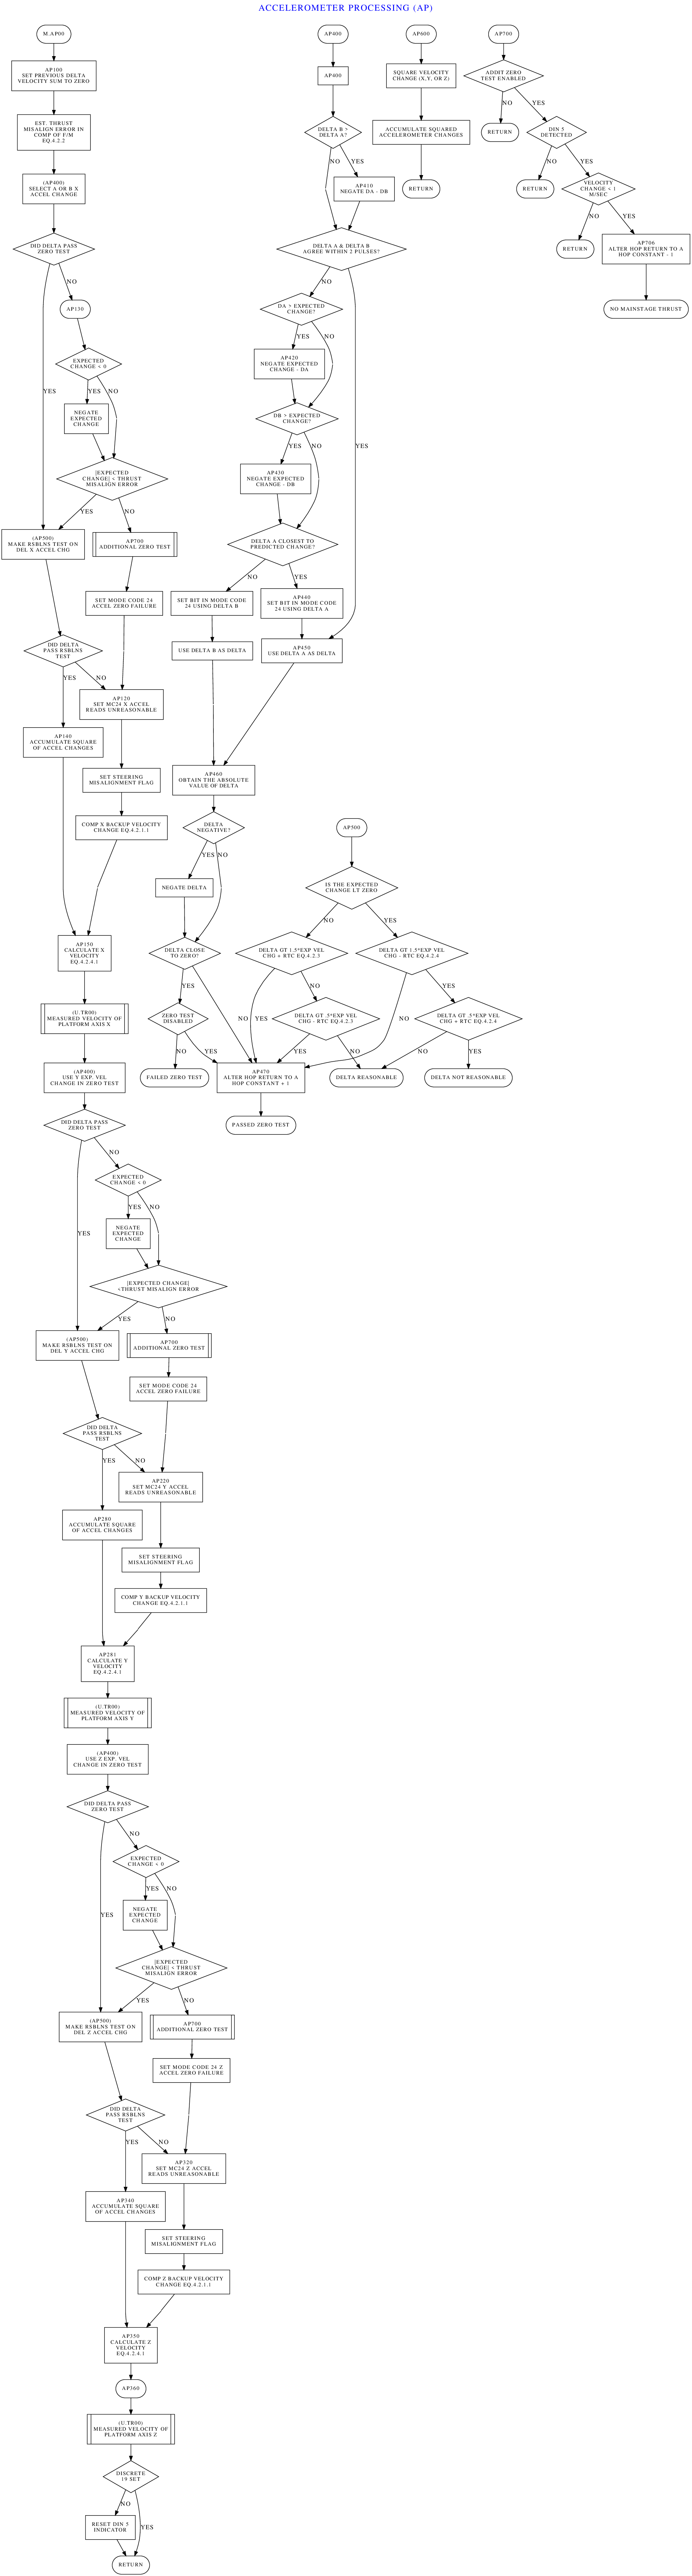 ACCELEROMETER PROCESSING (AP)
M.AP00
AP100
SET PREVIOUS DELTA
VELOCITY SUM TO ZERO
EST. THRUST
MISALIGN ERROR IN
COMP OF F/M
EQ.4.2.2
(AP400)
SELECT A OR B X
ACCEL CHANGE
DID DELTA PASS
ZERO TEST
NO
AP130
EXPECTED
CHANGE < 0
YES
YES
NO
NEGATE
EXPECTED
CHANGE
|EXPECTED
CHANGE| < THRUST
MISALIGN ERROR
YES
NO
(AP500)
MAKE RSBLNS TEST ON
DEL X ACCEL CHG
AP700
ADDITIONAL ZERO TEST
SET MODE CODE 24
ACCEL ZERO FAILURE
DID DELTA
PASS RSBLNS
TEST
YES
NO
AP120
SET MC24 X ACCEL
READS UNREASONABLE
AP140
ACCUMULATE SQUARE
OF ACCEL CHANGES
SET STEERING
MISALIGNMENT FLAG
COMP X BACKUP VELOCITY
CHANGE EQ.4.2.1.1
AP150
CALCULATE X
VELOCITY
EQ.4.2.4.1
(U.TR00)
MEASURED VELOCITY OF
PLATFORM AXIS X
(AP400)
USE Y EXP. VEL
CHANGE IN ZERO TEST
DID DELTA PASS
ZERO TEST
NO
EXPECTED
CHANGE < 0
YES
YES
NO
NEGATE
EXPECTED
CHANGE
|EXPECTED CHANGE|
<THRUST MISALIGN ERROR
YES
NO
(AP500)
MAKE RSBLNS TEST ON
DEL Y ACCEL CHG
AP700
ADDITIONAL ZERO TEST
SET MODE CODE 24
ACCEL ZERO FAILURE
DID DELTA
PASS RSBLNS
TEST
YES
NO
AP220
SET MC24 Y ACCEL
READS UNREASONABLE
AP280
ACCUMULATE SQUARE
OF ACCEL CHANGES
SET STEERING
MISALIGNMENT FLAG
COMP Y BACKUP VELOCITY
CHANGE EQ.4.2.1.1
AP281
CALCULATE Y
VELOCITY
EQ.4.2.4.1
(U.TR00)
MEASURED VELOCITY OF
PLATFORM AXIS Y
(AP400)
USE Z EXP. VEL
CHANGE IN ZERO TEST
DID DELTA PASS
ZERO TEST
NO
EXPECTED
CHANGE < 0
YES
YES
NO
NEGATE
EXPECTED
CHANGE
|EXPECTED
CHANGE| < THRUST
MISALIGN ERROR
YES
NO
(AP500)
MAKE RSBLNS TEST ON
DEL Z ACCEL CHG
AP700
ADDITIONAL ZERO TEST
SET MODE CODE 24 Z
ACCEL ZERO FAILURE
DID DELTA
PASS RSBLNS
TEST
YES
NO
AP320
SET MC24 Z ACCEL
READS UNREASONABLE
AP340
ACCUMULATE SQUARE
OF ACCEL CHANGES
SET STEERING
MISALIGNMENT FLAG
COMP Z BACKUP VELOCITY
CHANGE EQ.4.2.1.1
AP350
CALCULATE Z
VELOCITY
EQ.4.2.4.1
AP360
(U.TR00)
MEASURED VELOCITY OF
PLATFORM AXIS Z
DISCRETE
19 SET
NO
YES
RESET DIN 5
INDICATOR
RETURN
AP400
AP400
DELTA B >
DELTA A?
NO
YES
AP410
NEGATE DA - DB
DELTA A & DELTA B
AGREE WITHIN 2 PULSES?
NO
YES
DA > EXPECTED
CHANGE?
YES
NO
AP420
NEGATE EXPECTED
CHANGE - DA
DB > EXPECTED
CHANGE?
YES
NO
AP430
NEGATE EXPECTED
CHANGE - DB
DELTA A CLOSEST TO
PREDICTED CHANGE?
NO
YES
SET BIT IN MODE CODE
24 USING DELTA B
AP440
SET BIT IN MODE CODE
24 USING DELTA A
USE DELTA B AS DELTA
AP450
USE DELTA A AS DELTA
AP460
OBTAIN THE ABSOLUTE
VALUE OF DELTA
DELTA
NEGATIVE?
YES
NO
NEGATE DELTA
DELTA CLOSE
TO ZERO?
YES
NO
ZERO TEST
DISABLED
NO
YES
FAILED ZERO TEST
AP470
ALTER HOP RETURN TO A
HOP CONSTANT + 1
PASSED ZERO TEST
AP500
IS THE EXPECTED
CHANGE LT ZERO
NO
YES
DELTA GT 1.5*EXP VEL
CHG + RTC EQ.4.2.3
DELTA GT 1.5*EXP VEL
CHG - RTC EQ.4.2.4
YES
NO
NO
YES
DELTA GT .5*EXP VEL
CHG - RTC EQ.4.2.3
DELTA GT .5*EXP VEL
CHG + RTC EQ.4.2.4
YES
NO
NO
YES
DELTA REASONABLE
DELTA NOT REASONABLE
AP600
SQUARE VELOCITY
CHANGE (X,Y, OR Z)
ACCUMULATE SQUARED
ACCELEROMETER CHANGES
RETURN
AP700
ADDIT ZERO
TEST ENABLED
NO
YES
RETURN
DIN 5
DETECTED
NO
YES
RETURN
VELOCITY
CHANGE < 1
M/SEC
NO
YES
RETURN
AP706
ALTER HOP RETURN TO A
HOP CONSTANT - 1
NO MAINSTAGE THRUST